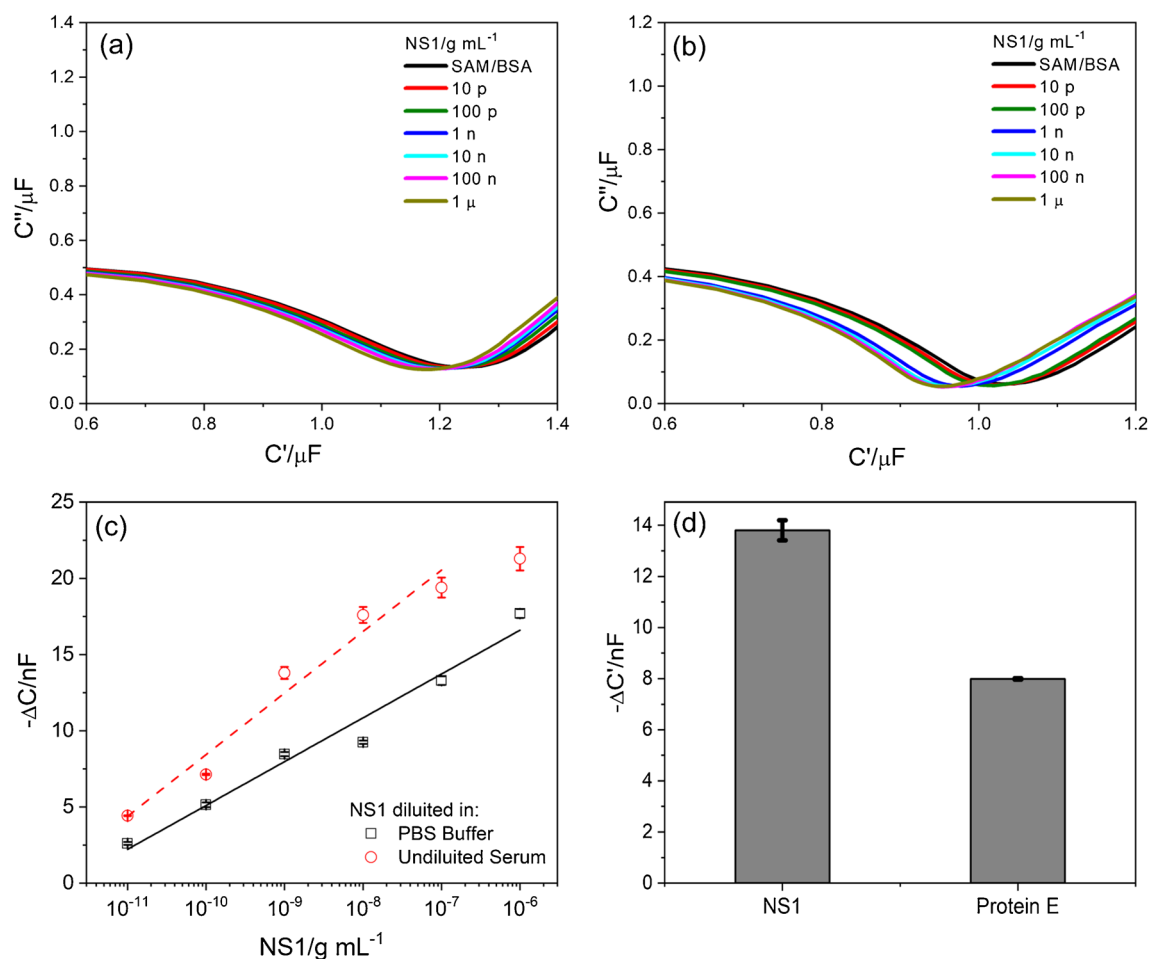 (a)
NS1/g mL⁻¹
SAM/BSA
10 p
100 p
1 n
10 n
100 n
1 μ
1.4
1.2
1.0
0.8
0.6
0.4
0.2
0.0
C''/μF
0.6 0.8 1.0 1.2 1.4
C'/μF
(b)
NS1/g mL⁻¹
SAM/BSA
10 p
100 p
1 n
10 n
100 n
1 μ
1.2
1.0
0.8
0.6
0.4
0.2
0.0
C''/μF
0.6 0.8 1.0 1.2
C'/μF
(c)
25
20
15
10
5
0
-ΔC/nF
NS1 diluted in:
PBS Buffer
Undiluted Serum
10⁻¹¹ 10⁻¹⁰ 10⁻⁹ 10⁻⁸ 10⁻⁷ 10⁻⁶
NS1/g mL⁻¹
(d)
14
12
10
8
6
4
2
0
-ΔC'/nF
NS1 Protein E